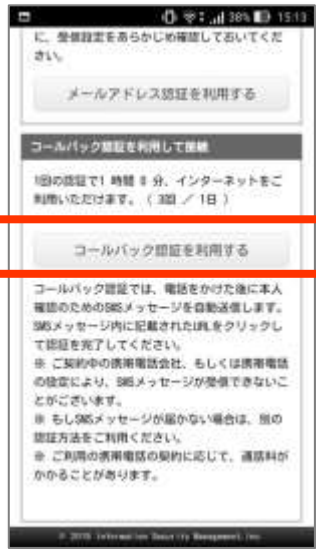 38% 15:13
に、受信設定をあらかじめ確認しておいてくだ
さい。
メールアドレス認証を利用する
コールバック認証を利用して接続
1回の認証で1 時間 0 分、インターネットをご
利用いただけます。（ 3回 ／ 1日 ）
コールバック認証を利用する
コールバック認証では、電話をかけた後に本人
確認のためのSMSメッセージを自動送信します。
SMSメッセージ内に記載されたURLをクリックし
て認証を完了してください。
※ ご契約中の携帯電話会社、もしくは携帯電話
の設定により、SMSメッセージが受信できないこ
とがございます。
※ もしSMSメッセージが届かない場合は、別の
認証方法をご利用ください。
※ ご利用の携帯電話の契約に応じて、通話料が
かかることがあります。
© 2015 Information Security Management Inc.